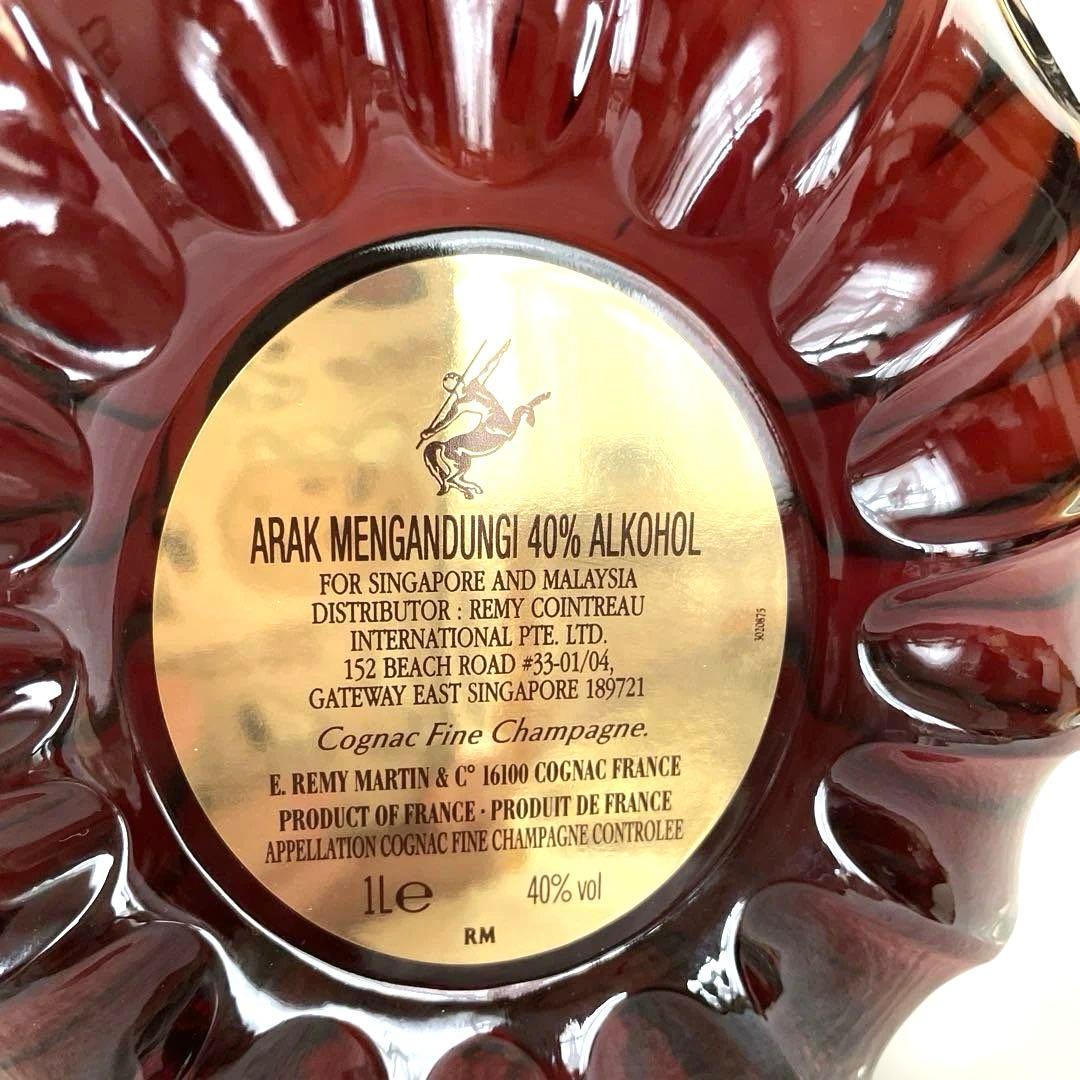 ARAK MENGANDUNGI 40% ALKOHOL
FOR SINGAPORE AND MALAYSIA
DISTRIBUTOR : REMY COINTREAU
INTERNATIONAL PTE. LTD.
152 BEACH ROAD #33-01/04,
GATEWAY EAST SINGAPORE 189721
Cognac Fine Champagne.
E. REMY MARTIN & C° 16100 COGNAC FRANCE
PRODUCT OF FRANCE · PRODUIT DE FRANCE
APPELLATION COGNAC FINE CHAMPAGNE CONTROLEE
1L e 40% vol
RM
3020875